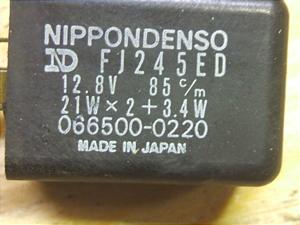 NIPPONDENSO
ND FJ245ED
12.8V 85c/m
21W×2+3.4W
066500-0220
MADE IN JAPAN